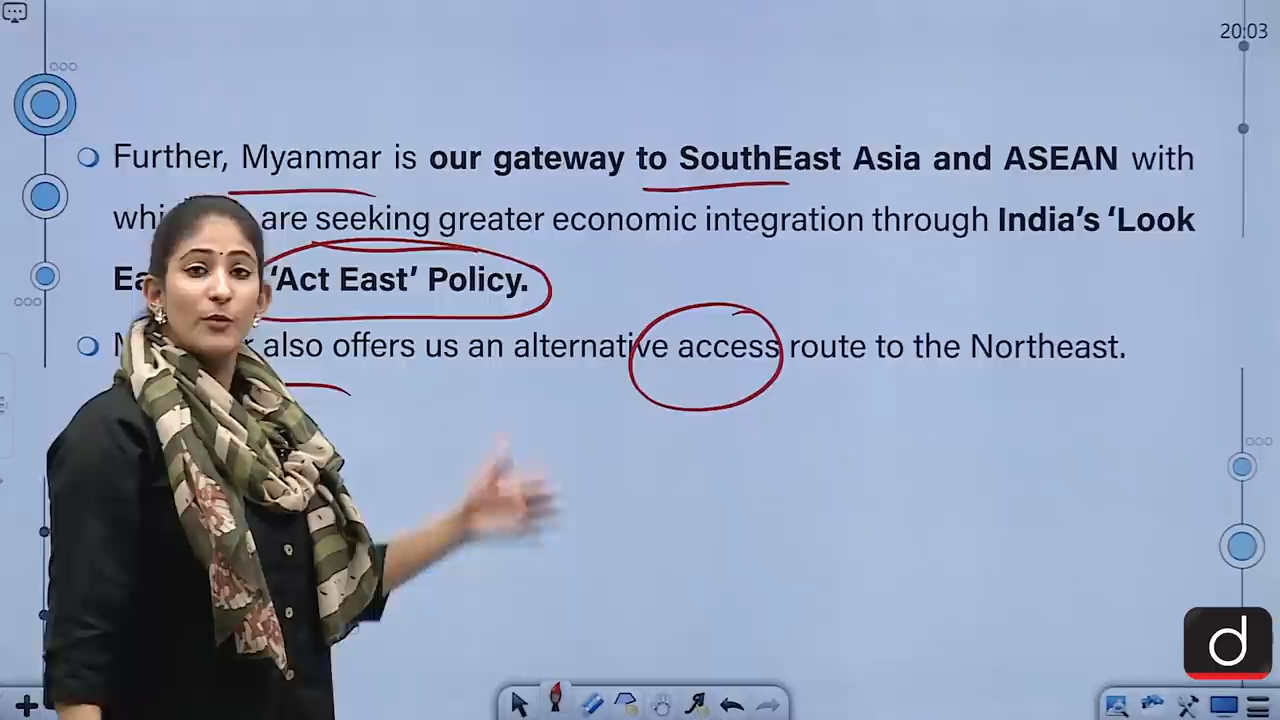 20:03
Further, Myanmar is our gateway to SouthEast Asia and ASEAN with
are seeking greater economic integration through India's 'Look
'Act East' Policy.
also offers us an alternative access route to the Northeast.
d